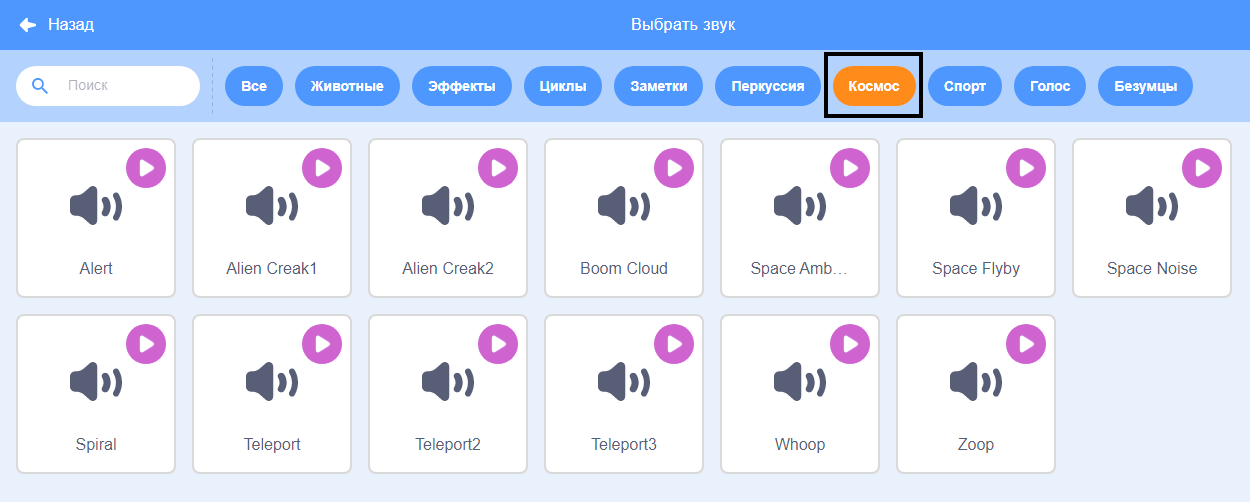 Назад
Выбрать звук
Поиск
Все
Животные
Эффекты
Циклы
Заметки
Перкуссия
Космос
Спорт
Голос
Безумцы
Alert
Alien Creak1
Alien Creak2
Boom Cloud
Space Amb…
Space Flyby
Space Noise
Spiral
Teleport
Teleport2
Teleport3
Whoop
Zoop